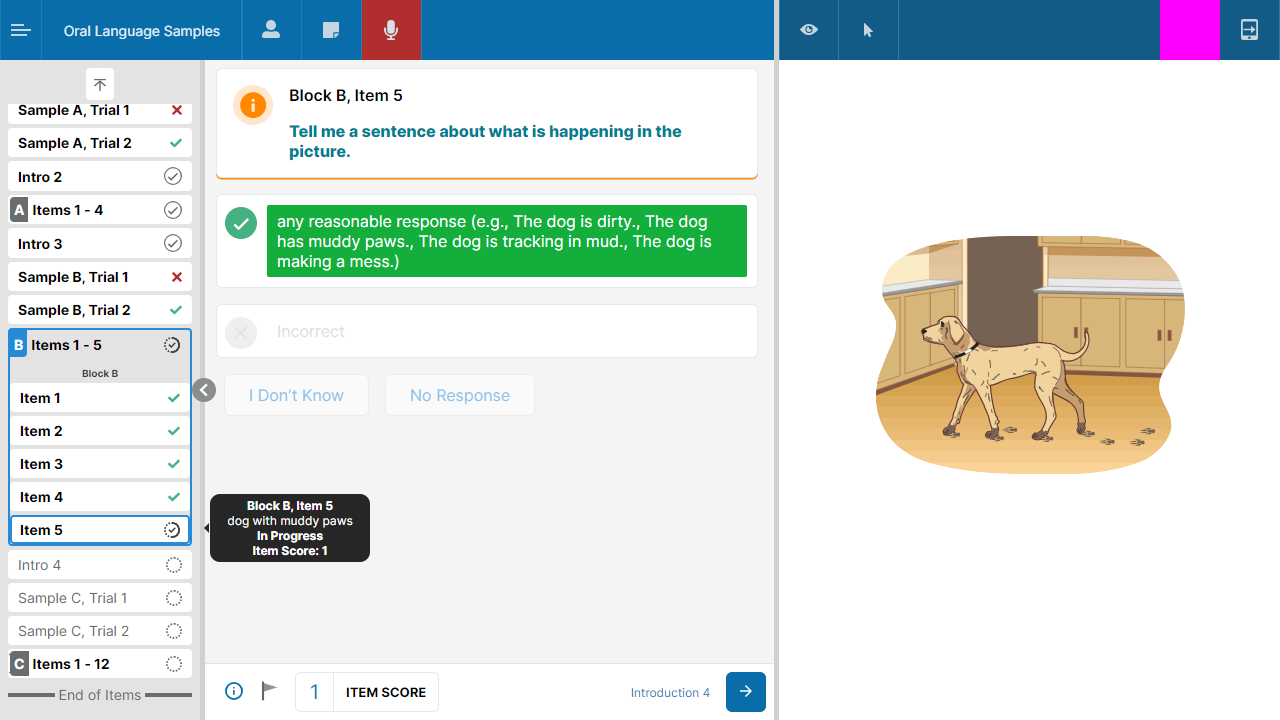 Oral Language Samples
Sample A, Trial 1
Sample A, Trial 2
Intro 2
A Items 1 - 4
Intro 3
Sample B, Trial 1
Sample B, Trial 2
B Items 1 - 5
Block B
Item 1
Item 2
Item 3
Item 4
Item 5
Intro 4
Sample C, Trial 1
Sample C, Trial 2
C Items 1 - 12
End of Items
Block B, Item 5
Tell me a sentence about what is happening in the
picture.
any reasonable response (e.g., The dog is dirty., The dog
has muddy paws., The dog is tracking in mud., The dog is
making a mess.)
Incorrect
I Don't Know
No Response
Block B, Item 5
dog with muddy paws
In Progress
Item Score: 1
1 ITEM SCORE
Introduction 4